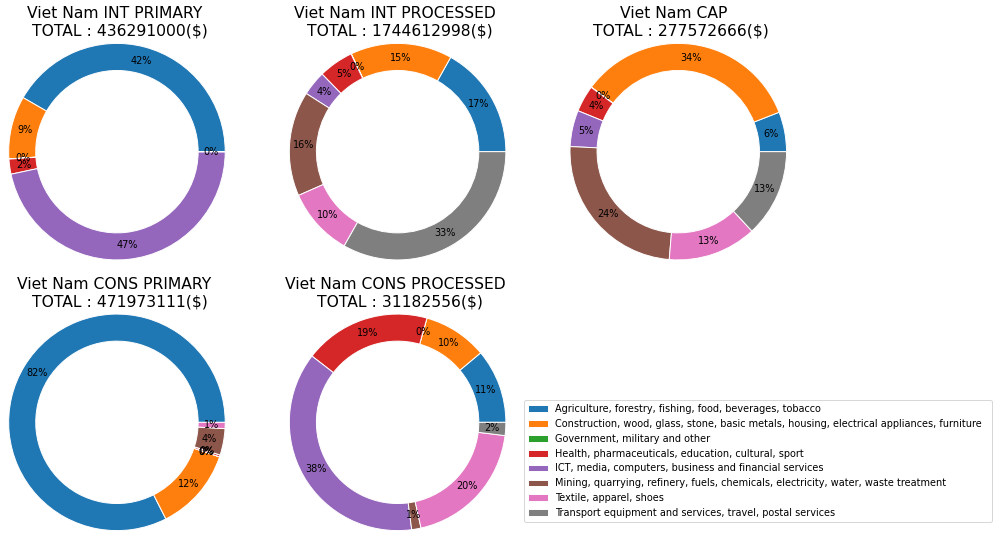 Viet Nam INT PRIMARY
TOTAL : 436291000($)
42%
9%
0%
2%
47%
0%
Viet Nam INT PROCESSED
TOTAL : 1744612998($)
17%
15%
0%
5%
4%
16%
10%
33%
Viet Nam CAP
TOTAL : 277572666($)
6%
34%
0%
4%
5%
24%
13%
13%
Viet Nam CONS PRIMARY
TOTAL : 471973111($)
82%
12%
0%
0%
4%
1%
Viet Nam CONS PROCESSED
TOTAL : 31182556($)
11%
10%
0%
19%
38%
1%
20%
2%
Agriculture, forestry, fishing, food, beverages, tobacco
Construction, wood, glass, stone, basic metals, housing, electrical appliances, furniture
Government, military and other
Health, pharmaceuticals, education, cultural, sport
ICT, media, computers, business and financial services
Mining, quarrying, refinery, fuels, chemicals, electricity, water, waste treatment
Textile, apparel, shoes
Transport equipment and services, travel, postal services